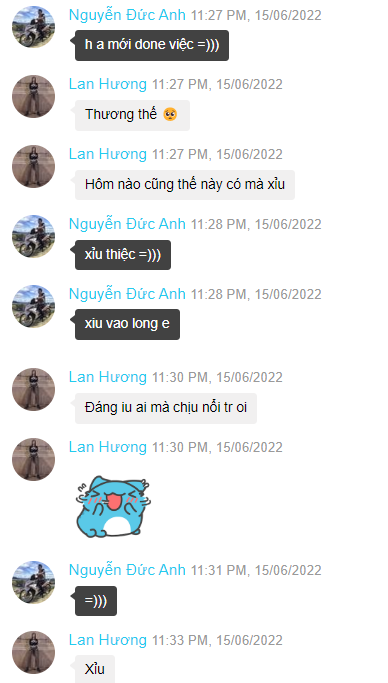 Nguyễn Đức Anh 11:27 PM, 15/06/2022
h a mới done việc =)))
Lan Hương 11:27 PM, 15/06/2022
Thương thế 🥺
Lan Hương 11:27 PM, 15/06/2022
Hôm nào cũng thế này có mà xỉu
Nguyễn Đức Anh 11:28 PM, 15/06/2022
xỉu thiệc =)))
Nguyễn Đức Anh 11:28 PM, 15/06/2022
xiu vao long e
Lan Hương 11:30 PM, 15/06/2022
Đáng iu ai mà chịu nổi tr oi
Lan Hương 11:30 PM, 15/06/2022
Nguyễn Đức Anh 11:31 PM, 15/06/2022
=)))
Lan Hương 11:33 PM, 15/06/2022
Xỉu